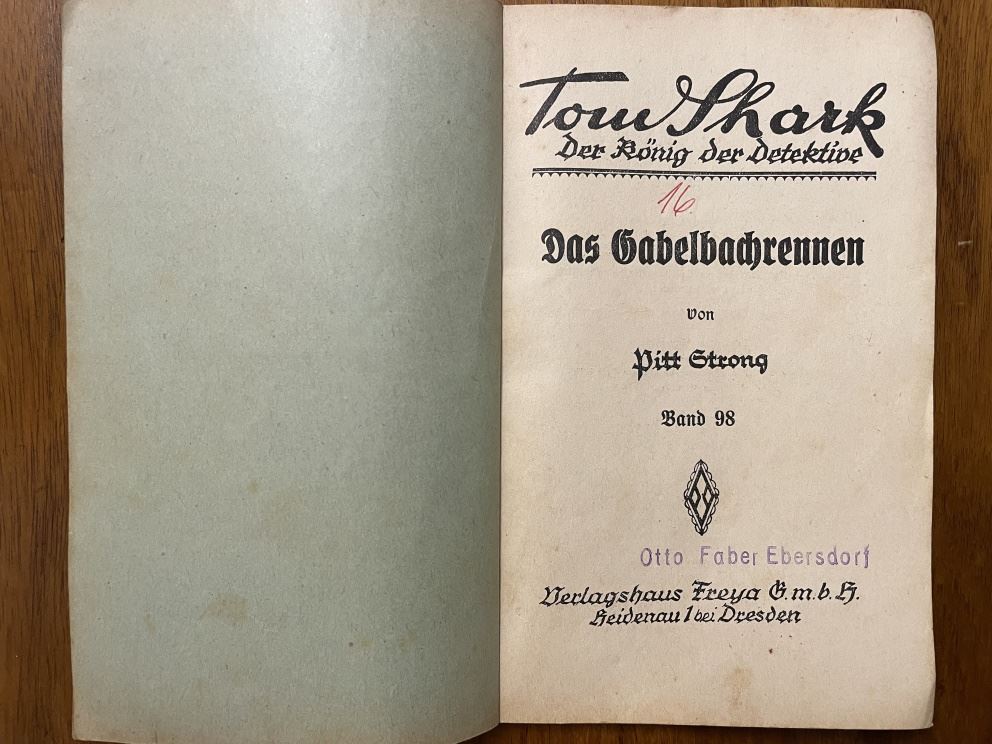 Tom Shark
Der König der Detektive
16
Das Gabelbachrennen
von
Pitt Strong
Band 98
Otto Faber Ebersdorf
Verlagshaus Freya G.m.b.H.
Heidenau 1 bei Dresden